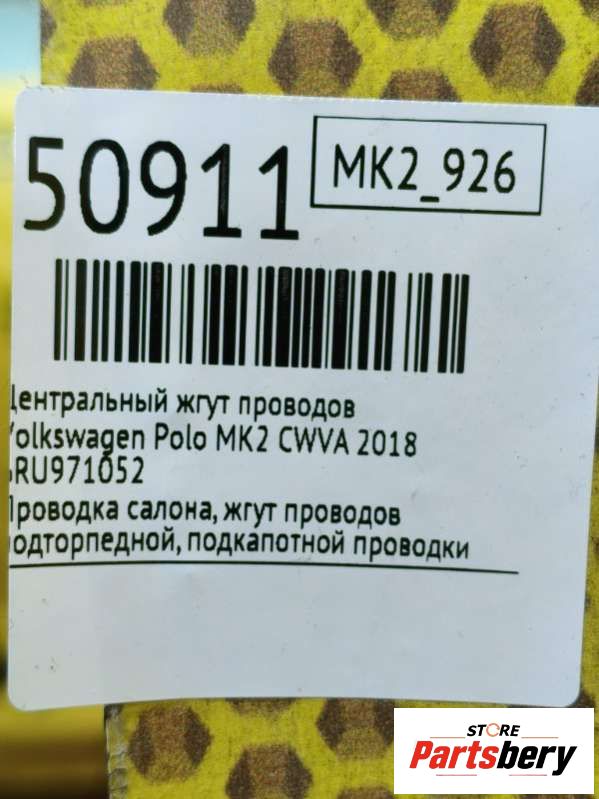 50911
MK2_926
Центральный жгут проводов
Volkswagen Polo MK2 CWVA 2018
6RU971052
Проводка салона, жгут проводов
подторпедной, подкапотной проводки
STORE
Partsbery